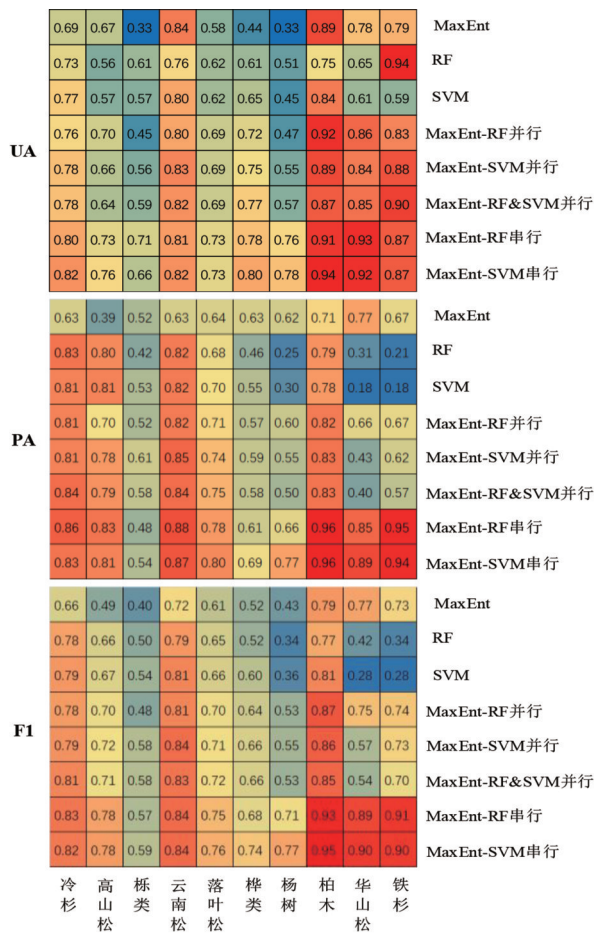 0.69 0.67 0.33 0.84 0.58 0.44 0.33 0.89 0.78 0.79 MaxEnt
0.73 0.56 0.61 0.76 0.62 0.61 0.51 0.75 0.65 0.94 RF
0.77 0.57 0.57 0.80 0.62 0.65 0.45 0.84 0.61 0.59 SVM
0.76 0.70 0.45 0.80 0.69 0.72 0.47 0.92 0.86 0.83 MaxEnt-RF并行
UA
0.78 0.66 0.56 0.83 0.69 0.75 0.55 0.89 0.84 0.88 MaxEnt-SVM并行
0.78 0.64 0.59 0.82 0.69 0.77 0.57 0.87 0.85 0.90 MaxEnt-RF&SVM并行
0.80 0.73 0.71 0.81 0.73 0.78 0.76 0.91 0.93 0.87 MaxEnt-RF串行
0.82 0.76 0.66 0.82 0.73 0.80 0.78 0.94 0.92 0.87 MaxEnt-SVM串行
0.63 0.39 0.52 0.63 0.64 0.63 0.62 0.71 0.77 0.67 MaxEnt
0.83 0.80 0.42 0.82 0.68 0.46 0.25 0.79 0.31 0.21 RF
0.81 0.81 0.53 0.82 0.70 0.55 0.30 0.78 0.18 0.18 SVM
0.81 0.70 0.52 0.82 0.71 0.57 0.60 0.82 0.66 0.67 MaxEnt-RF并行
PA
0.81 0.78 0.61 0.85 0.74 0.59 0.55 0.83 0.43 0.62 MaxEnt-SVM并行
0.84 0.79 0.58 0.84 0.75 0.58 0.50 0.83 0.40 0.57 MaxEnt-RF&SVM并行
0.86 0.83 0.48 0.88 0.78 0.61 0.66 0.96 0.85 0.95 MaxEnt-RF串行
0.83 0.81 0.54 0.87 0.80 0.69 0.77 0.96 0.89 0.94 MaxEnt-SVM串行
0.66 0.49 0.40 0.72 0.61 0.52 0.43 0.79 0.77 0.73 MaxEnt
0.78 0.66 0.50 0.79 0.65 0.52 0.34 0.77 0.42 0.34 RF
0.79 0.67 0.54 0.81 0.66 0.60 0.36 0.81 0.28 0.28 SVM
0.78 0.70 0.48 0.81 0.70 0.64 0.53 0.87 0.75 0.74 MaxEnt-RF并行
F1
0.79 0.72 0.58 0.84 0.71 0.66 0.55 0.86 0.57 0.73 MaxEnt-SVM并行
0.81 0.71 0.58 0.83 0.72 0.66 0.53 0.85 0.54 0.70 MaxEnt-RF&SVM并行
0.83 0.78 0.57 0.84 0.75 0.68 0.71 0.93 0.89 0.91 MaxEnt-RF串行
0.82 0.78 0.59 0.84 0.76 0.74 0.77 0.95 0.90 0.90 MaxEnt-SVM串行
冷杉
高山松
栎类
云南松
落叶松
桦类
杨树
柏木
华山松
铁杉